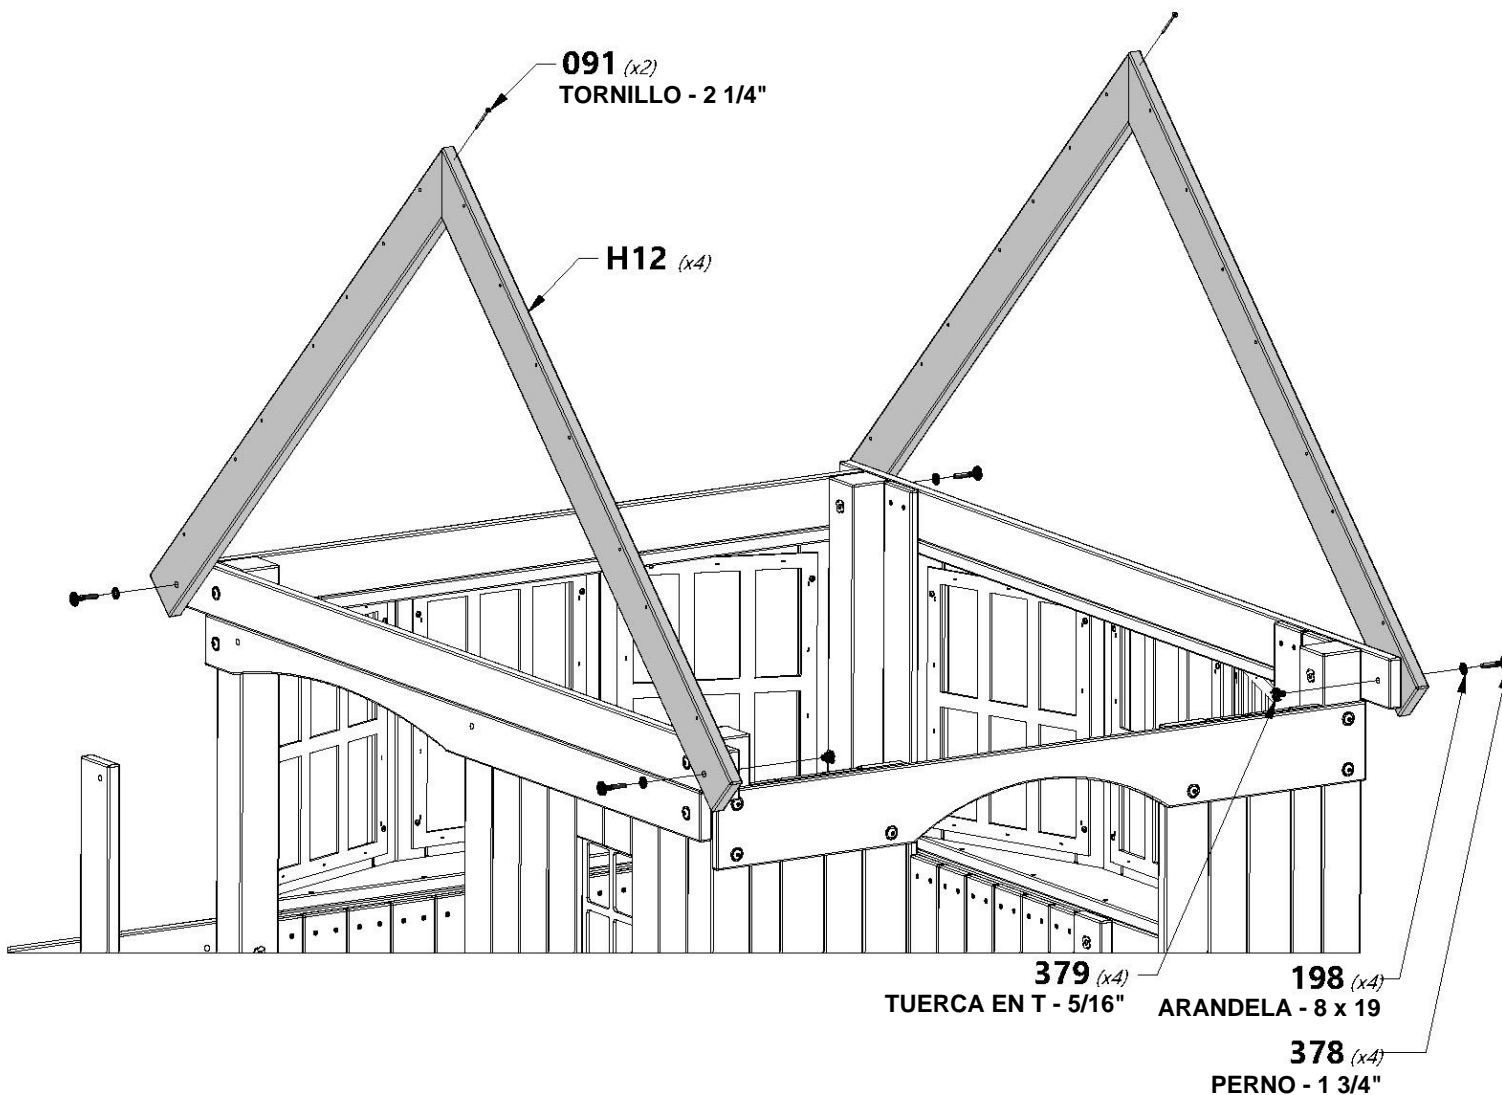 091 (x2)
TORNILLO - 2 1/4"
H12 (x4)
379 (x4)
TUERCA EN T - 5/16"
198 (x4)
ARANDELA - 8 x 19
378 (x4)
PERNO - 1 3/4"